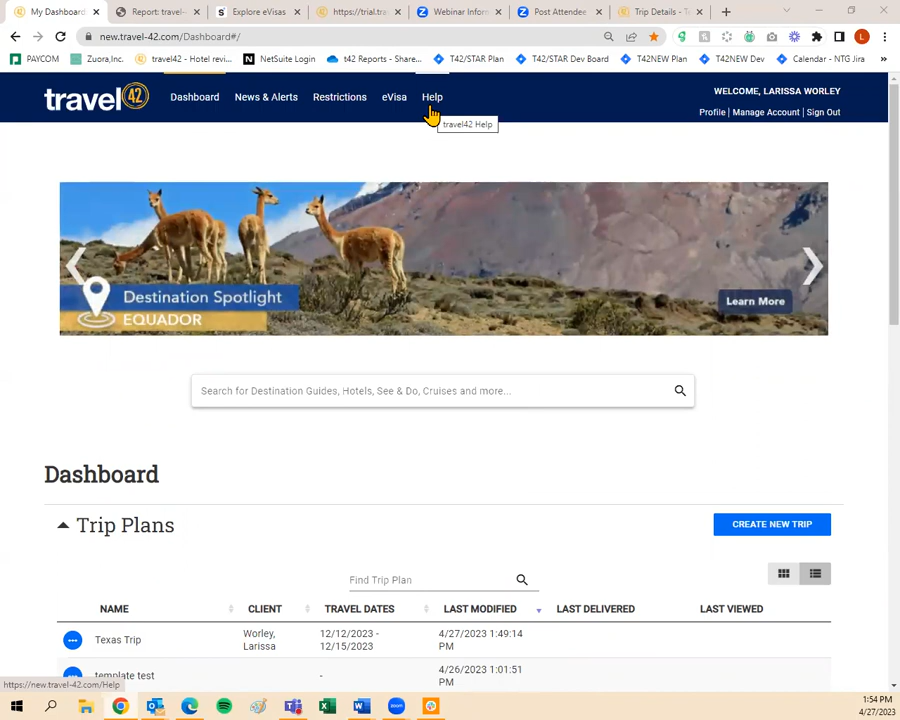 My Dashboard
Report: travel-
Explore eVisas
https://trial.tra
Webinar Inforn
Post Attendee
Trip Details - T
new.travel-42.com/Dashboard#/
PAYCOM
Zuora,Inc.
travel42 - Hotel revi...
NetSuite Login
t42 Reports - Share...
T42/STAR Plan
T42/STAR Dev Board
T42NEW Plan
T42NEW Dev
Calendar - NTG Jira
travel 42
Dashboard
News & Alerts
Restrictions
eVisa
Help
WELCOME, LARISSA WORLEY
Profile | Manage Account | Sign Out
travel42 Help
Destination Spotlight
EQUADOR
Learn More
Search for Destination Guides, Hotels, See & Do, Cruises and more...
Dashboard
Trip Plans
CREATE NEW TRIP
Find Trip Plan
NAME CLIENT TRAVEL DATES LAST MODIFIED LAST DELIVERED LAST VIEWED
Texas Trip
Worley,
Larissa
12/12/2023 -
12/15/2023
4/27/2023 1:49:14
PM
template test
-
4/26/2023 1:01:51
PM
https://new.travel-42.com/Help
1:54 PM
4/27/2023